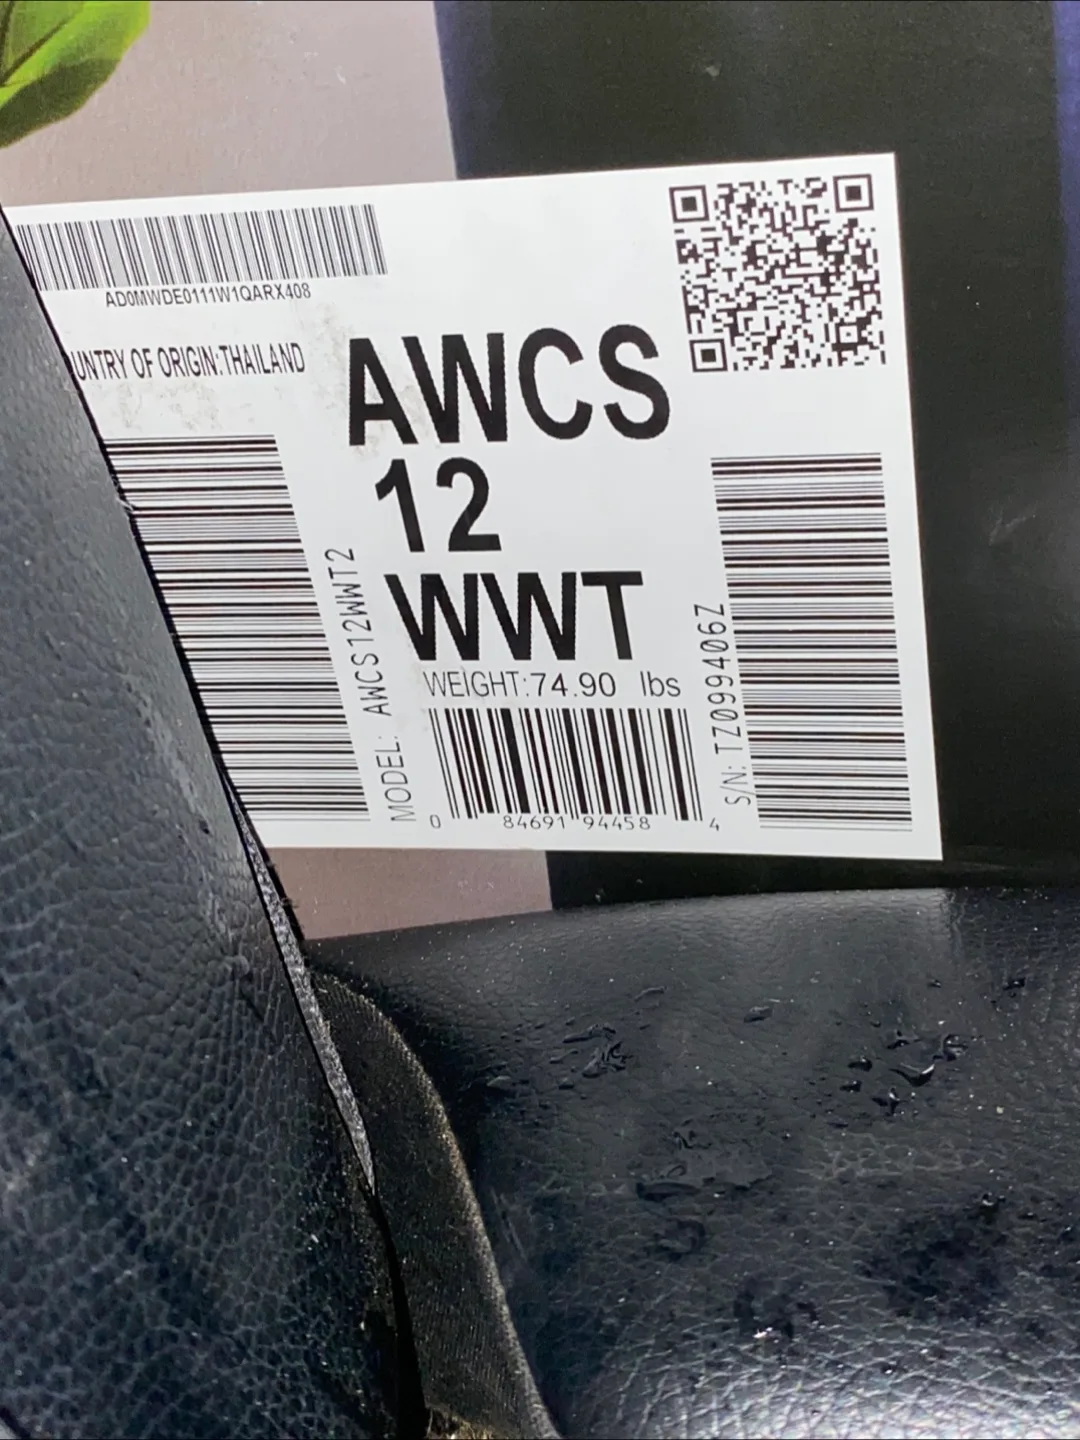 AD0MWDE0111W1QARX408
UNTRY OF ORIGIN:THAILAND
AWCS
12
WWT
WEIGHT:74.90 lbs
MODEL: AWCS12WWT2
S/N: TZ099406Z
0 84691 94458 4